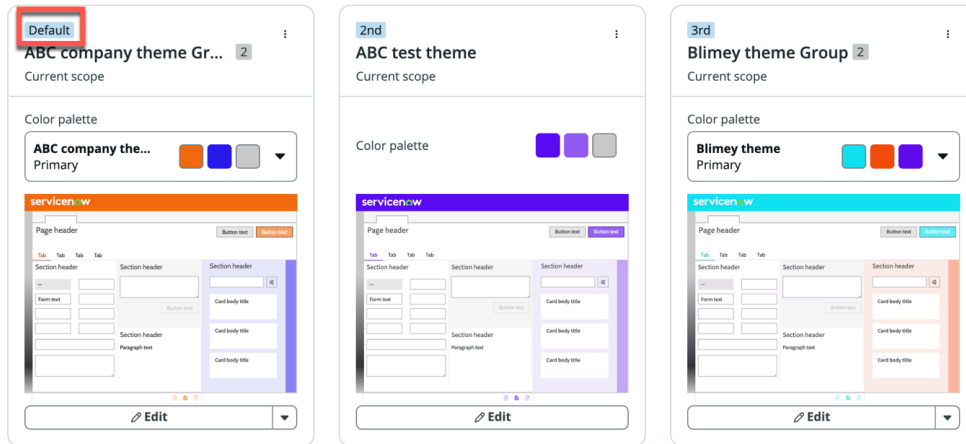 Default
ABC company theme Gr... 2
Current scope
Color palette
ABC company the...
Primary
servicenow
Page header
Button text Button text
Tab Tab Tab Tab
Section header Section header Section header
--
Form text
Button text
Card body title
Section header
Paragraph text
Card body title
Card body title
Edit
2nd
ABC test theme
Current scope
Color palette
servicenow
Page header
Button text Button text
Tab Tab Tab Tab
Section header Section header Section header
--
Form text
Button text
Card body title
Section header
Paragraph text
Card body title
Card body title
Edit
3rd
Blimey theme Group 2
Current scope
Color palette
Blimey theme
Primary
servicenow
Page header
Button text Button text
Tab Tab Tab Tab
Section header Section header Section header
--
Form text
Button text
Card body title
Section header
Paragraph text
Card body title
Card body title
Edit